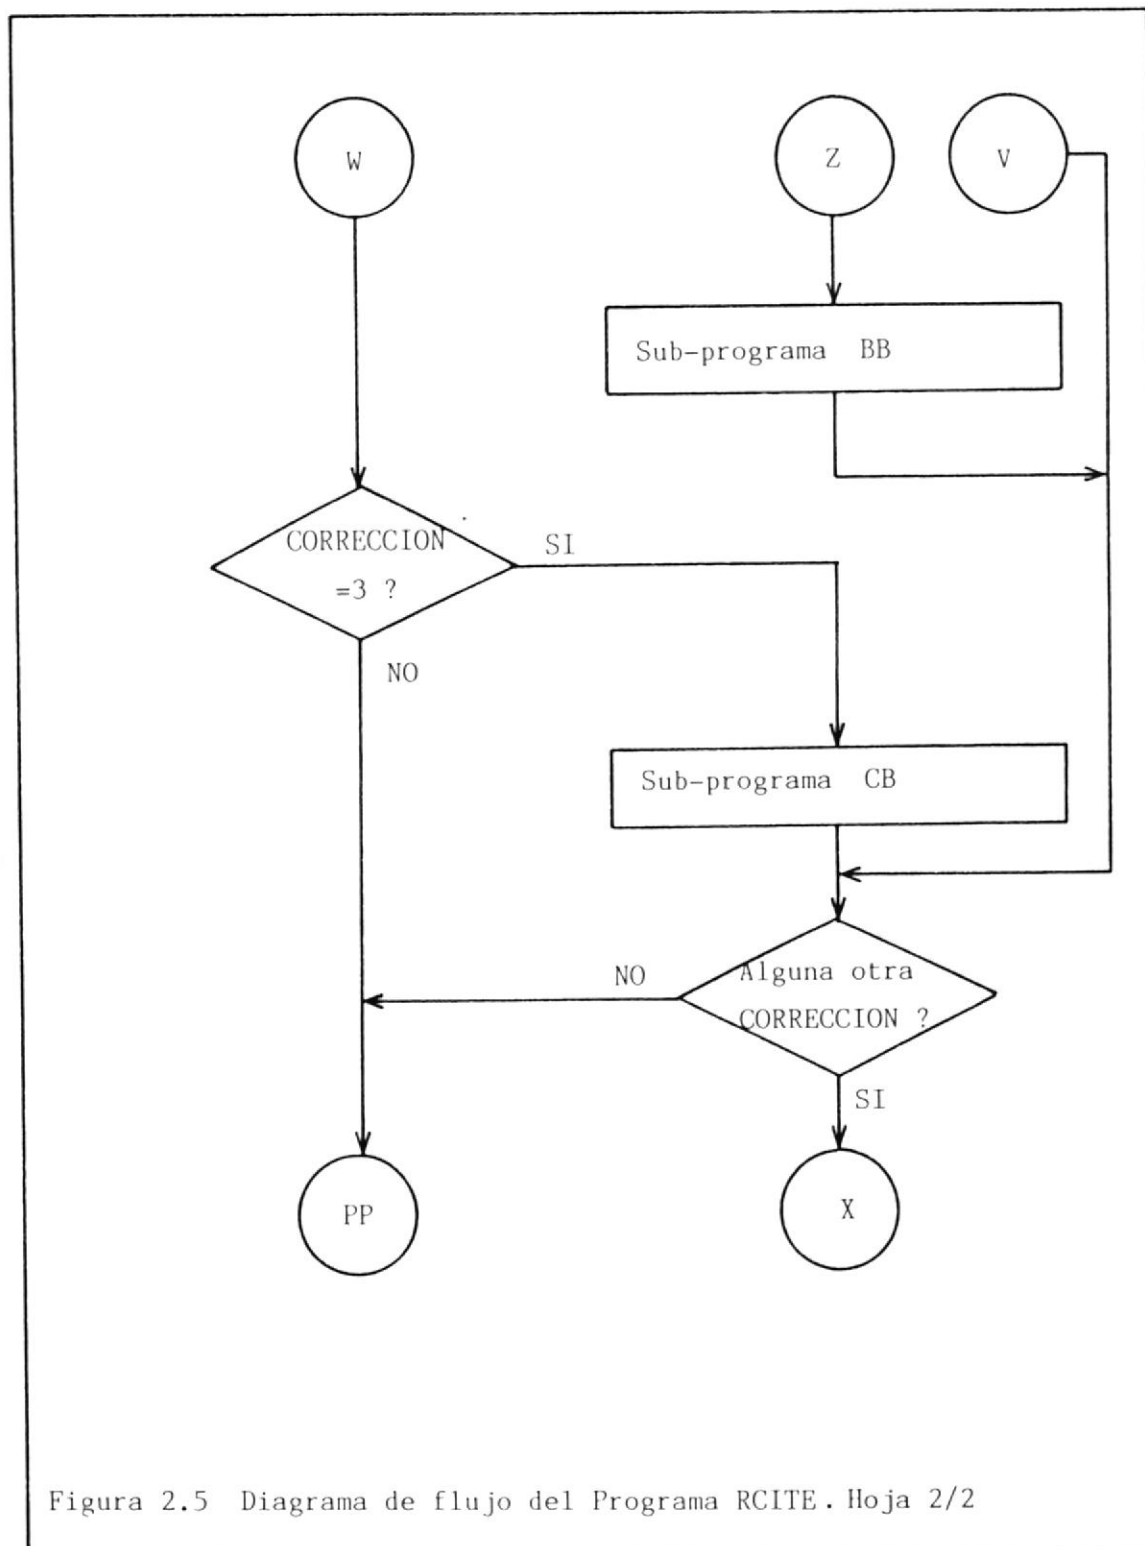 W
Z
V
Sub-programa BB
CORRECCION
=3 ?
SI
NO
Sub-programa CB
NO
Alguna otra
CORRECCION ?
SI
PP
X
Figura 2.5 Diagrama de flujo del Programa RCITE. Hoja 2/2